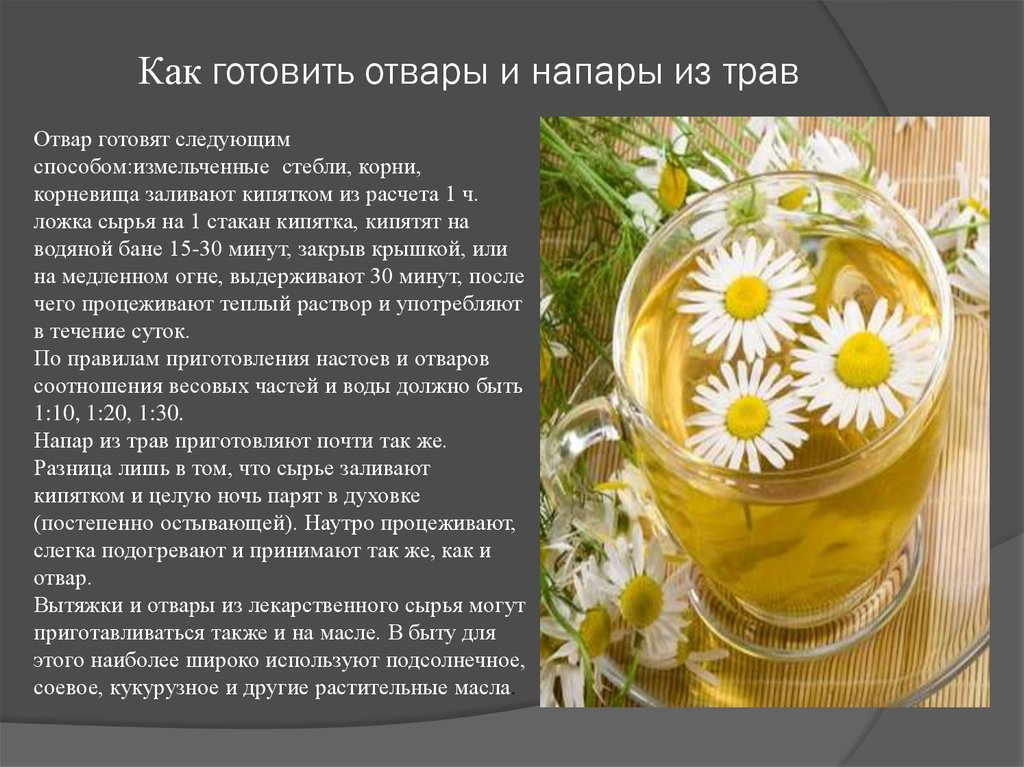 Как готовить отвары и напары из трав
Отвар готовят следующим
способом:измельченные  стебли, корни,
корневища заливают кипятком из расчета 1 ч.
ложка сырья на 1 стакан кипятка, кипятят на
водяной бане 15-30 минут, закрыв крышкой, или
на медленном огне, выдерживают 30 минут, после
чего процеживают теплый раствор и употребляют
в течение суток.
По правилам приготовления настоев и отваров
соотношения весовых частей и воды должно быть
1:10, 1:20, 1:30.
Напар из трав приготовляют почти так же.
Разница лишь в том, что сырье заливают
кипятком и целую ночь парят в духовке
(постепенно остывающей). Наутро процеживают,
слегка подогревают и принимают так же, как и
отвар.
Вытяжки и отвары из лекарственного сырья могут
приготавливаться также и на масле. В быту для
этого наиболее широко используют подсолнечное,
соевое, кукурузное и другие растительные масла.